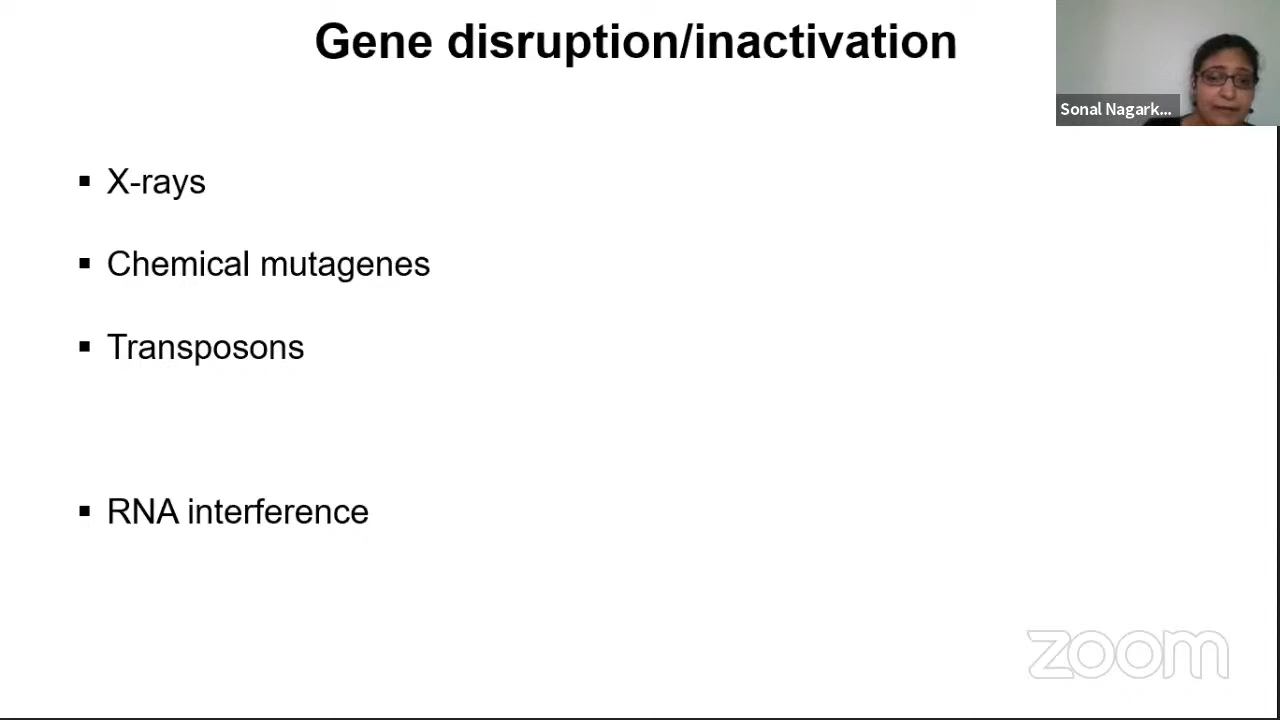 Gene disruption/inactivation
Sonal Nagark...
▪ X-rays
▪ Chemical mutagenes
▪ Transposons
▪ RNA interference
zoom